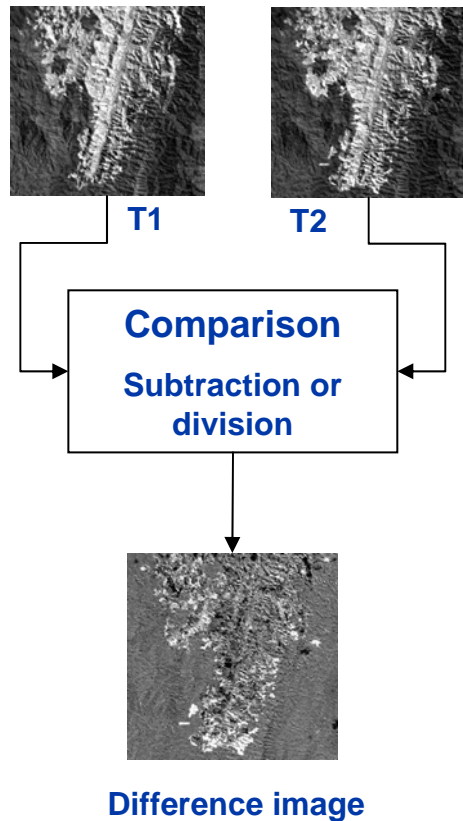 T1
T2
Comparison
Subtraction or
division
Difference image